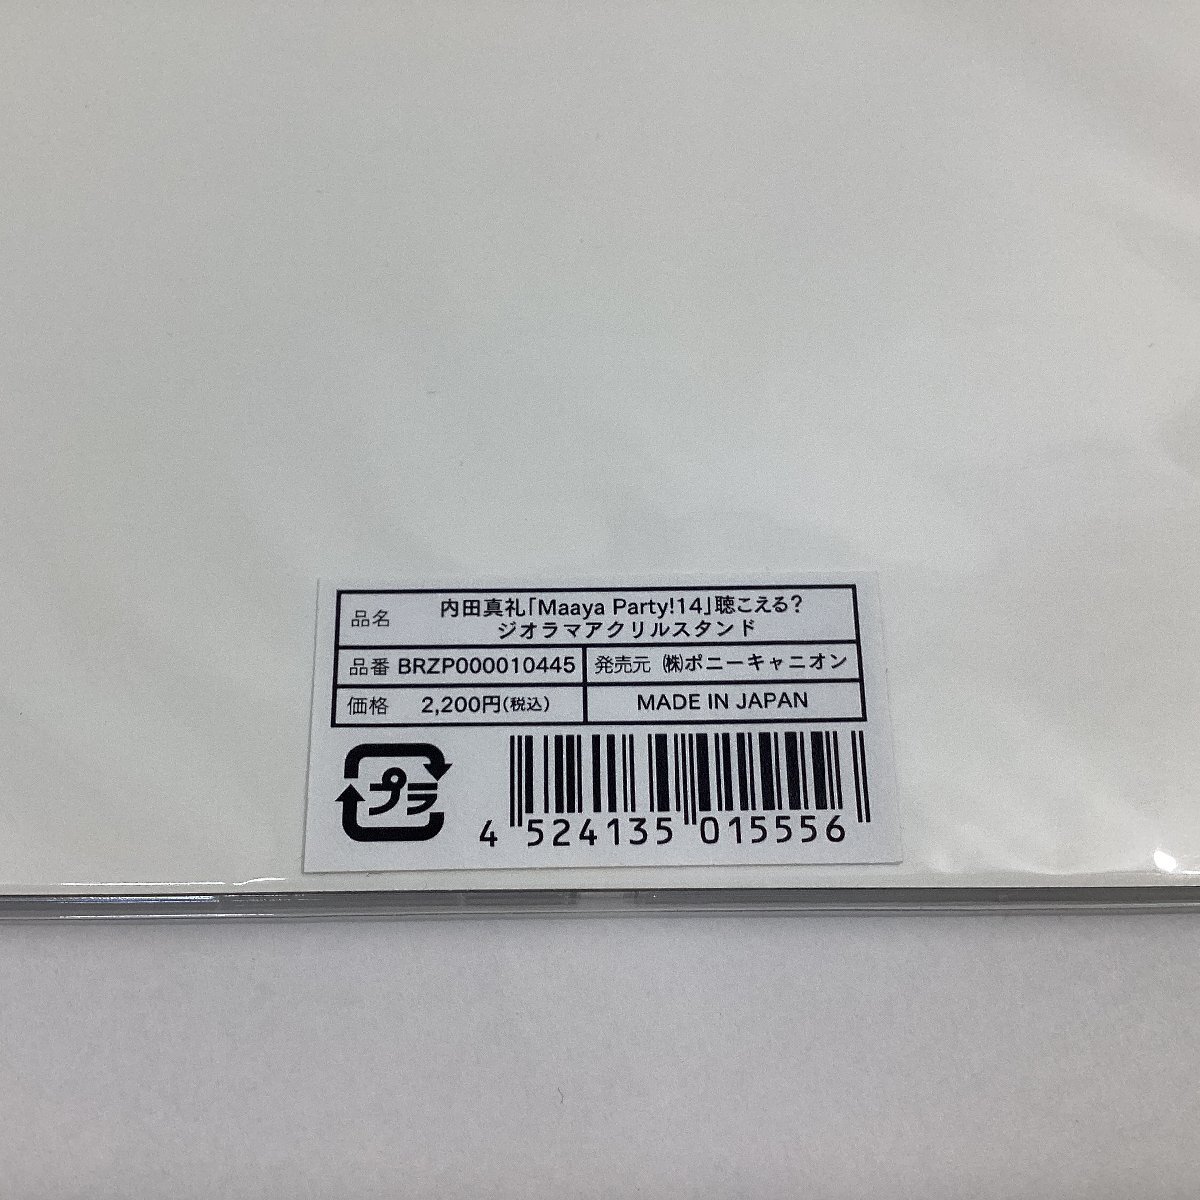 品名 内田真礼「Maaya Party!14」聴こえる?
ジオラマアクリルスタンド
品番 BRZP000010445 発売元 ㈱ポニーキャニオン
価格 2,200円(税込) MADE IN JAPAN
プラ
4 524135 015556